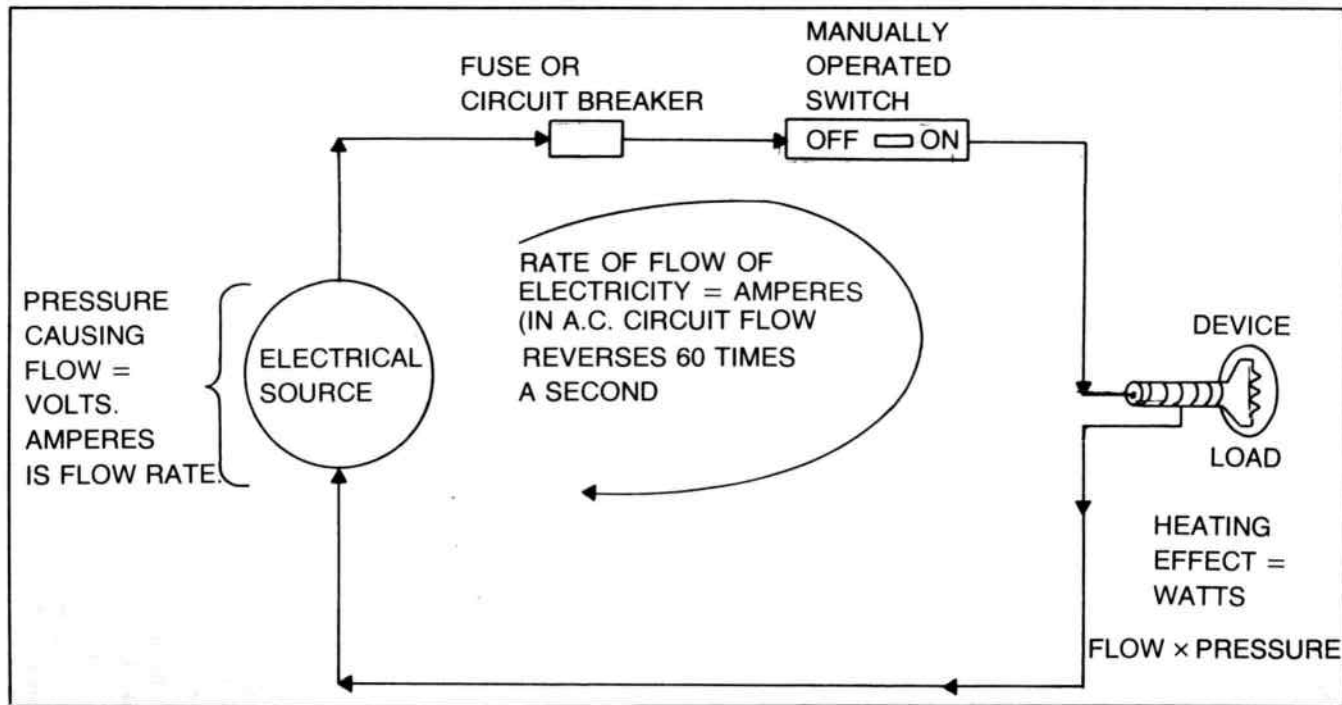 FUSE OR
CIRCUIT BREAKER
MANUALLY
OPERATED
SWITCH
OFF ON
PRESSURE
CAUSING
FLOW =
VOLTS.
AMPERES
IS FLOW RATE.
ELECTRICAL
SOURCE
RATE OF FLOW OF
ELECTRICITY = AMPERES
(IN A.C. CIRCUIT FLOW
REVERSES 60 TIMES
A SECOND
DEVICE
LOAD
HEATING
EFFECT =
WATTS
FLOW × PRESSURE